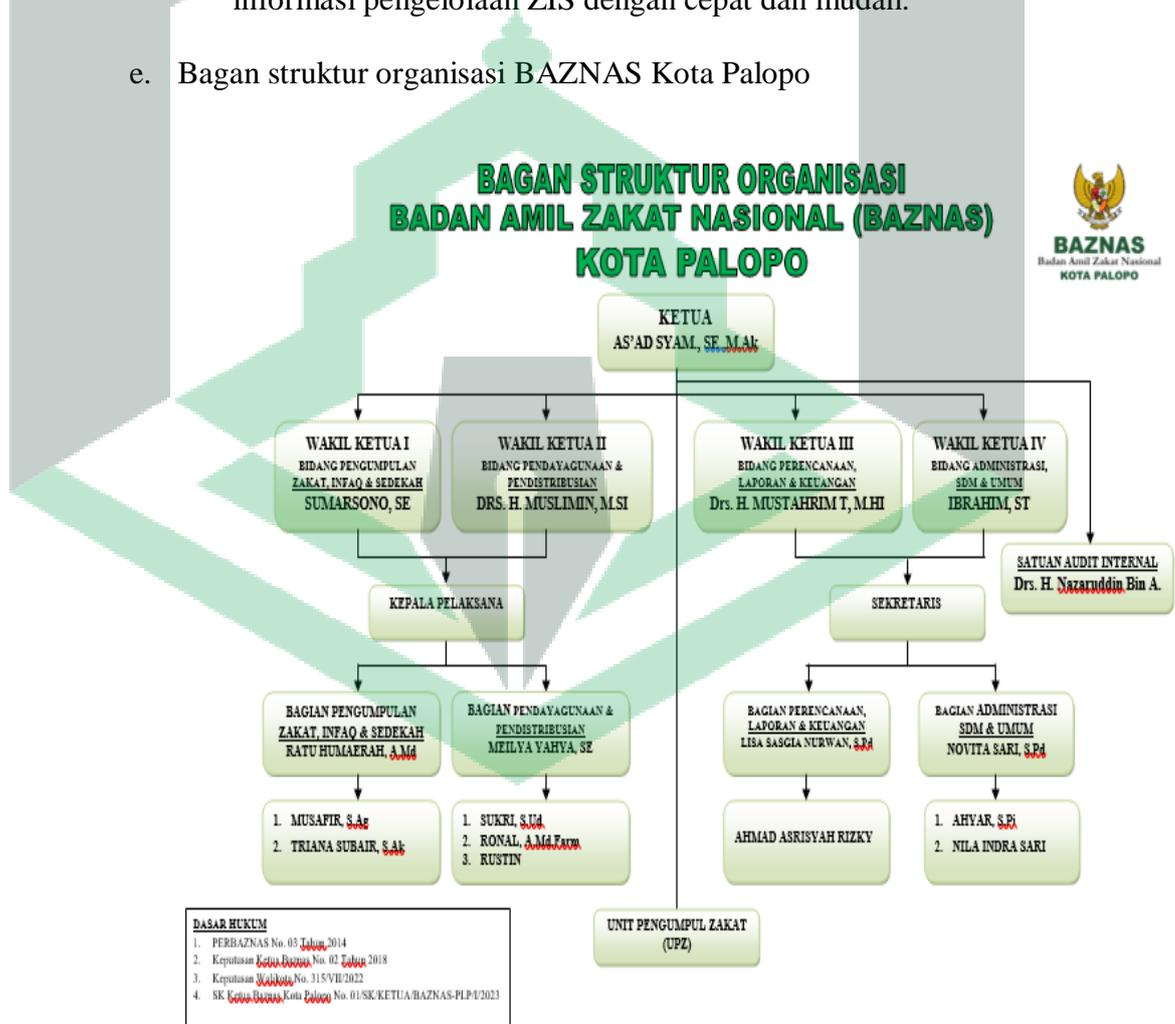 informasi pengelolaan ZIS dengan cepat dan mudah.
e. Bagan struktur organisasi BAZNAS Kota Palopo
BAGAN STRUKTUR ORGANISASI
BADAN AMIL ZAKAT NASIONAL (BAZNAS)
KOTA PALOPO
BAZNAS
Badan Amil Zakat Nasional
KOTA PALOPO
KETUA
AS'AD SYAM., SE., M.Ak
WAKIL KETUA I
BIDANG PENGUMPULAN
ZAKAT, INFAQ & SEDEKAH
SUMARSONO, SE
WAKIL KETUA II
BIDANG PENDAYAGUNAAN &
PENDISTRIBUSIAN
DRS. H. MUSLIMIN, M.SI
WAKIL KETUA III
BIDANG PERENCANAAN,
LAPORAN & KEUANGAN
Drs. H. MUSTAHRIM T, M.HI
WAKIL KETUA IV
BIDANG ADMINISTRASI,
SDM & UMUM
IBRAHIM, ST
SATUAN AUDIT INTERNAL
Drs. H. Nazaruddin Bin A.
KEPALA PELAKSANA
SEKRETARIS
BAGIAN PENGUMPULAN
ZAKAT, INFAQ & SEDEKAH
RATU HUMAERAH, A.Md
BAGIAN PENDAYAGUNAAN &
PENDISTRIBUSIAN
MEILYA YAHYA, SE
BAGIAN PERENCANAAN,
LAPORAN & KEUANGAN
LISA SASGIA NURWAN, S.Pd
BAGIAN ADMINISTRASI
SDM & UMUM
NOVITA SARI, S.Pd
1. MUSAFIR, S.Ag
2. TRIANA SUBAIR, S.Ak
1. SUKRI, S.Ud
2. RONAL, A.Md.Farm
3. RUSTIN
AHMAD ASRISYAH RIZKY
1. AHYAR, S.Pi
2. NILA INDRA SARI
UNIT PENGUMPUL ZAKAT
(UPZ)
DASAR HUKUM
1. PERBAZNAS No. 03 Tahun 2014
2. Keputusan Ketua Baznas No. 02 Tahun 2018
3. Keputusan Walikota No. 315/VII/2022
4. SK Ketua Baznas Kota Palopo No. 01/SK/KETUA/BAZNAS-PLP/I/2023